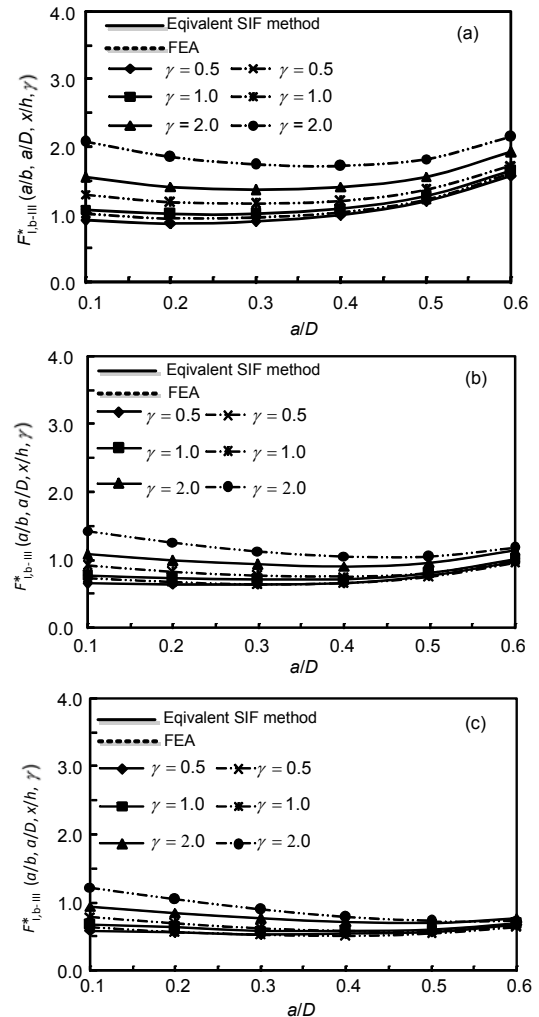 4.0
Eqivalent SIF method
(a)
FEA
γ = 0.5 γ = 0.5
3.0
γ = 1.0 γ = 1.0
γ = 2.0 γ = 2.0
2.0
1.0
0.0
0.1 0.2 0.3 0.4 0.5 0.6
a/D
F*I,b-III (a/b, a/D, x/h, γ)
4.0
Eqivalent SIF method
(b)
FEA
γ = 0.5 γ = 0.5
3.0
γ = 1.0 γ = 1.0
γ = 2.0 γ = 2.0
2.0
1.0
0.0
0.1 0.2 0.3 0.4 0.5 0.6
a/D
F*I,b-III (a/b, a/D, x/h, γ)
4.0
Eqivalent SIF method
(c)
FEA
γ = 0.5 γ = 0.5
3.0
γ = 1.0 γ = 1.0
γ = 2.0 γ = 2.0
2.0
1.0
0.0
0.1 0.2 0.3 0.4 0.5 0.6
a/D
F*I,b-III (a/b, a/D, x/h, γ)